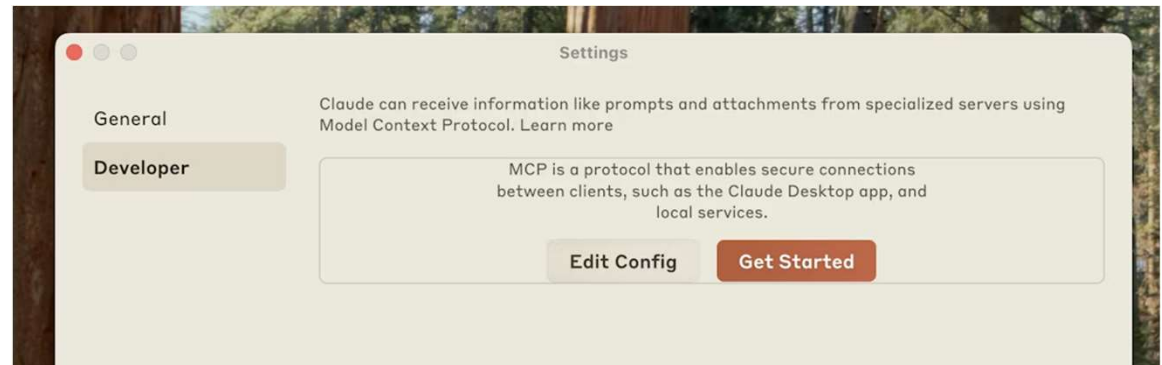 Settings
General
Developer
Claude can receive information like prompts and attachments from specialized servers using
Model Context Protocol. Learn more
MCP is a protocol that enables secure connections
between clients, such as the Claude Desktop app, and
local services.
Edit Config
Get Started